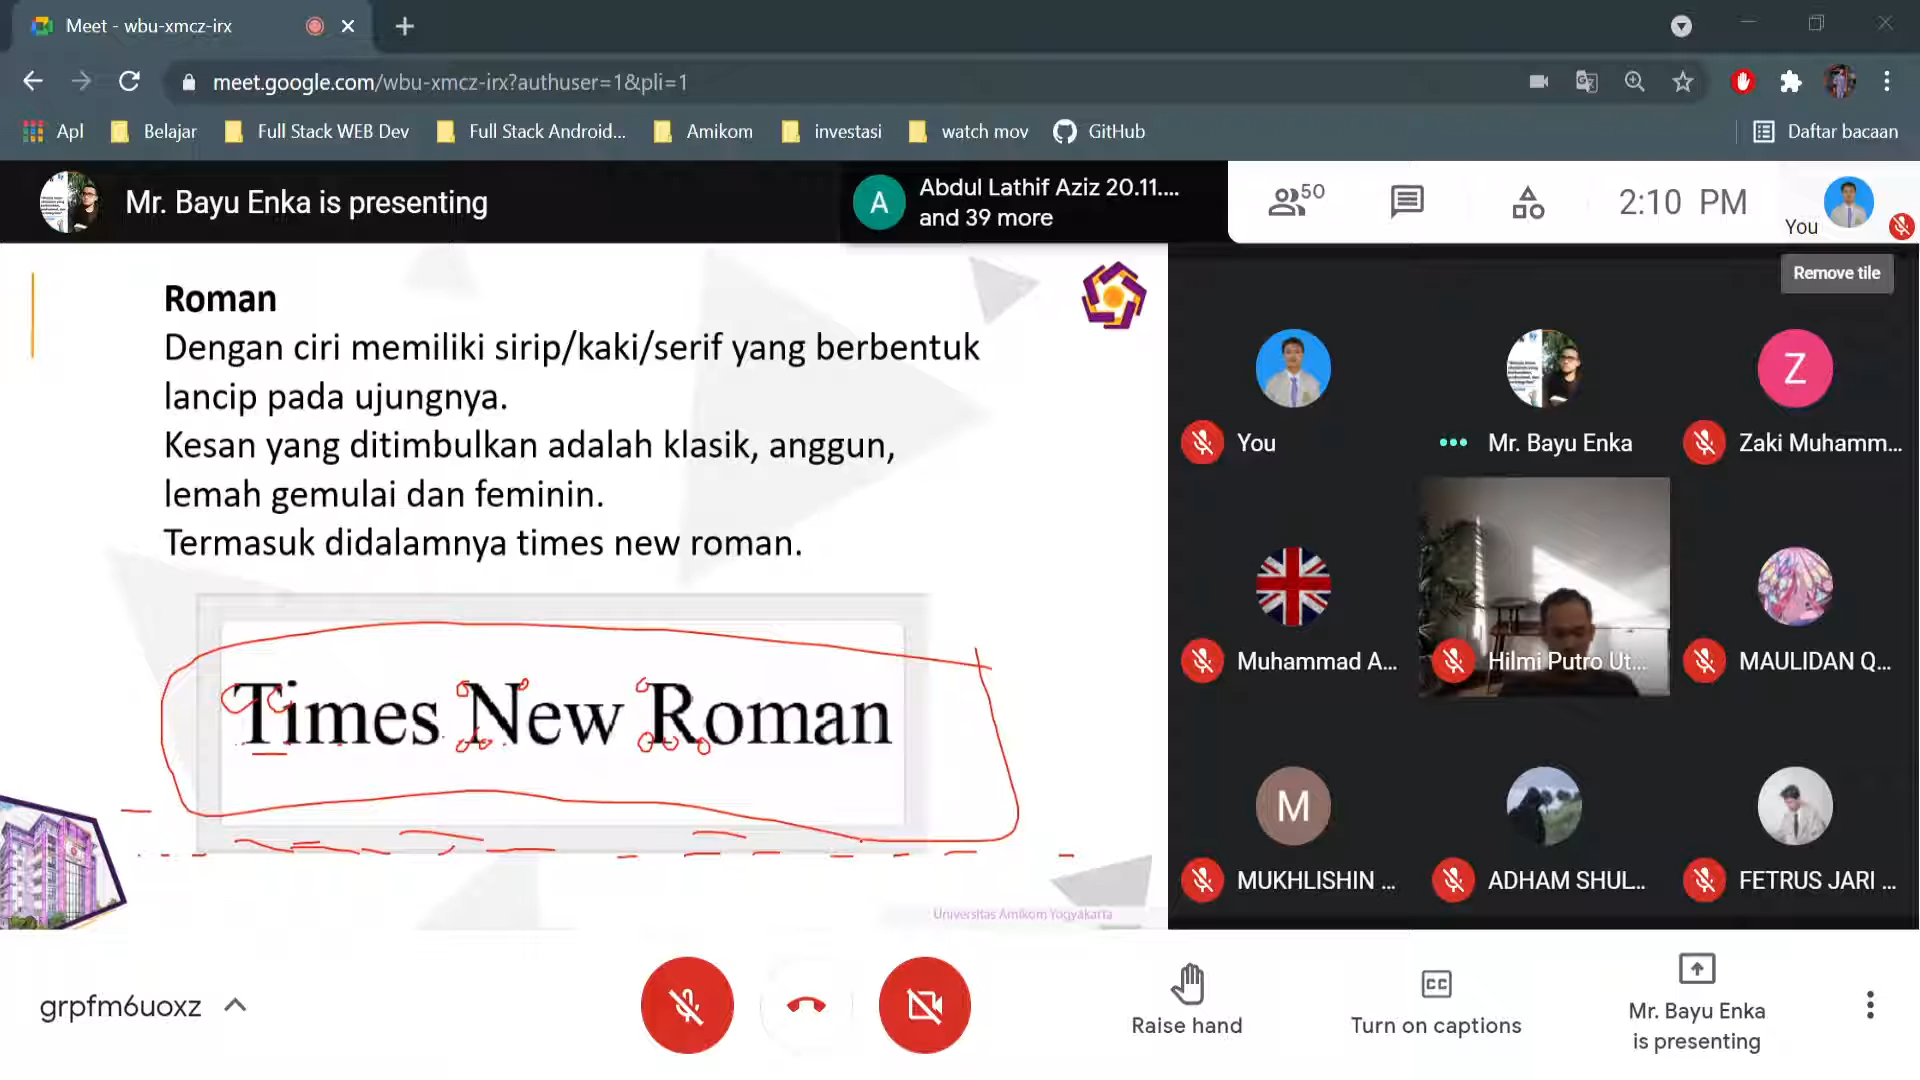 Meet - wbu-xmcz-irx
meet.google.com/wbu-xmcz-irx?authuser=1&pli=1
Apl
Belajar
Full Stack WEB Dev
Full Stack Android...
Amikom
investasi
watch mov
GitHub
Daftar bacaan
Mr. Bayu Enka is presenting
A
Abdul Lathif Aziz 20.11....
and 39 more
50
2:10 PM
You
Remove tile
Roman
Dengan ciri memiliki sirip/kaki/serif yang berbentuk
lancip pada ujungnya.
Kesan yang ditimbulkan adalah klasik, anggun,
lemah gemulai dan feminin.
Termasuk didalamnya times new roman.
Times New Roman
Universitas Amikom Yogyakarta
You
Mr. Bayu Enka
Z
Zaki Muhamm...
Muhammad A...
Hilmi Putro Ut...
MAULIDAN Q...
M
MUKHLISHIN ...
ADHAM SHUL...
FETRUS JARI ...
grpfm6uoxz
Raise hand
Turn on captions
Mr. Bayu Enka
is presenting